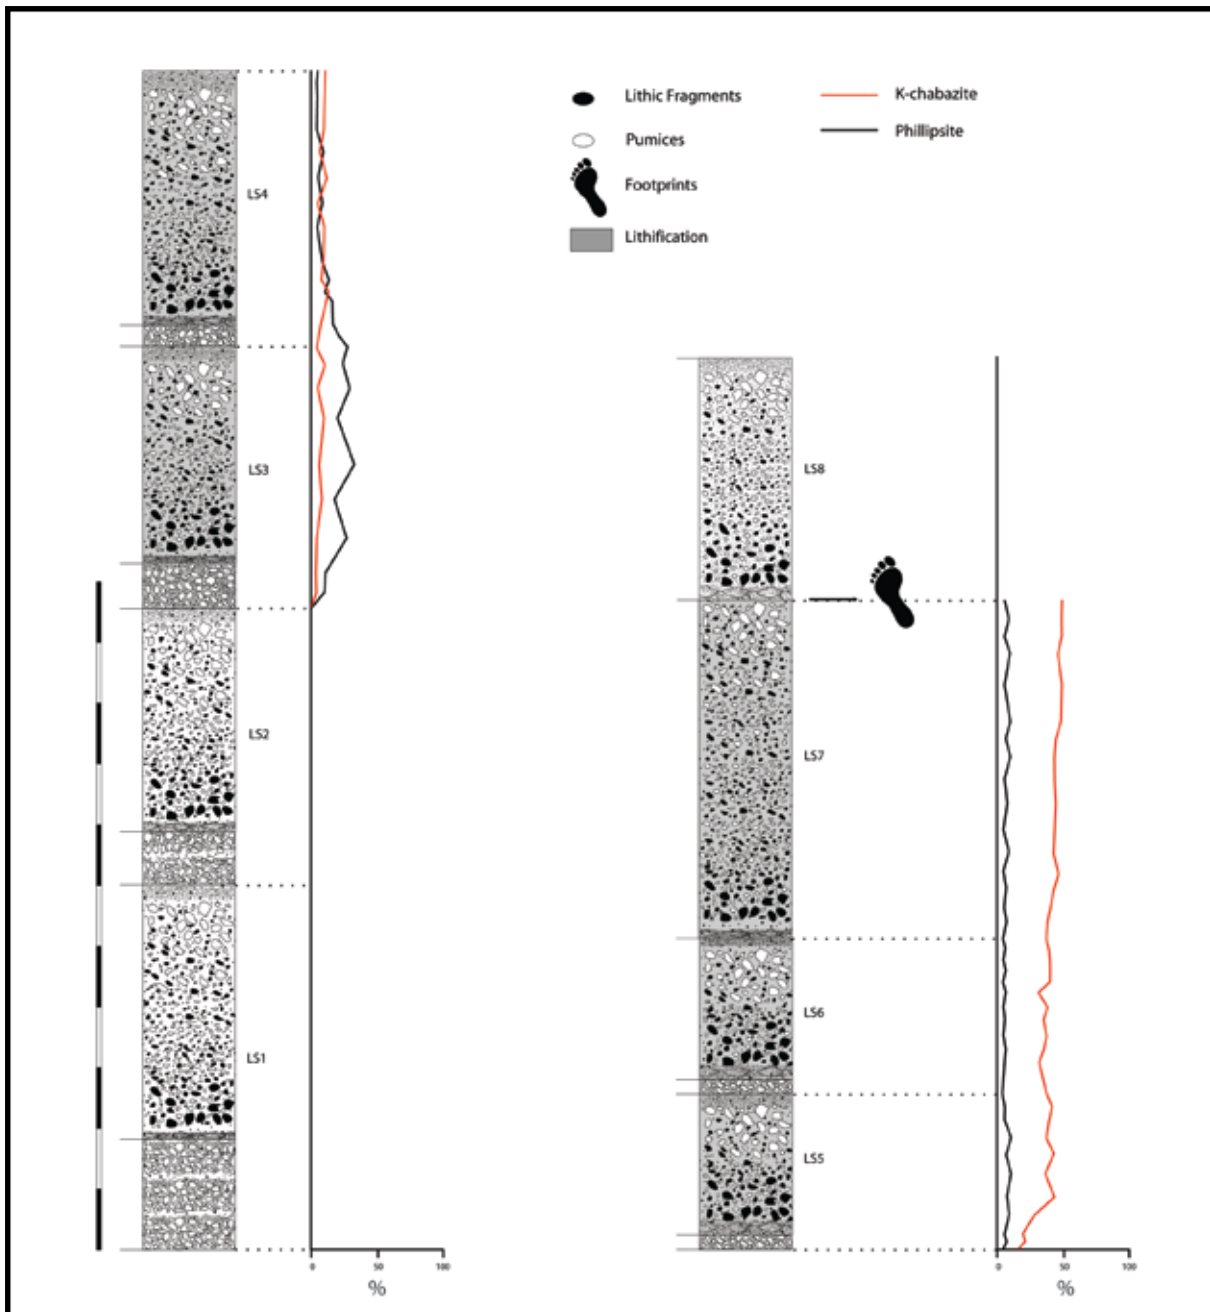 Lithic Fragments
Pumices
Footprints
Lithification
K-chabazite
Phillipsite
LS4
LS3
LS2
LS1
0 50 100
%
LS8
LS7
LS6
LS5
0 50 100
%